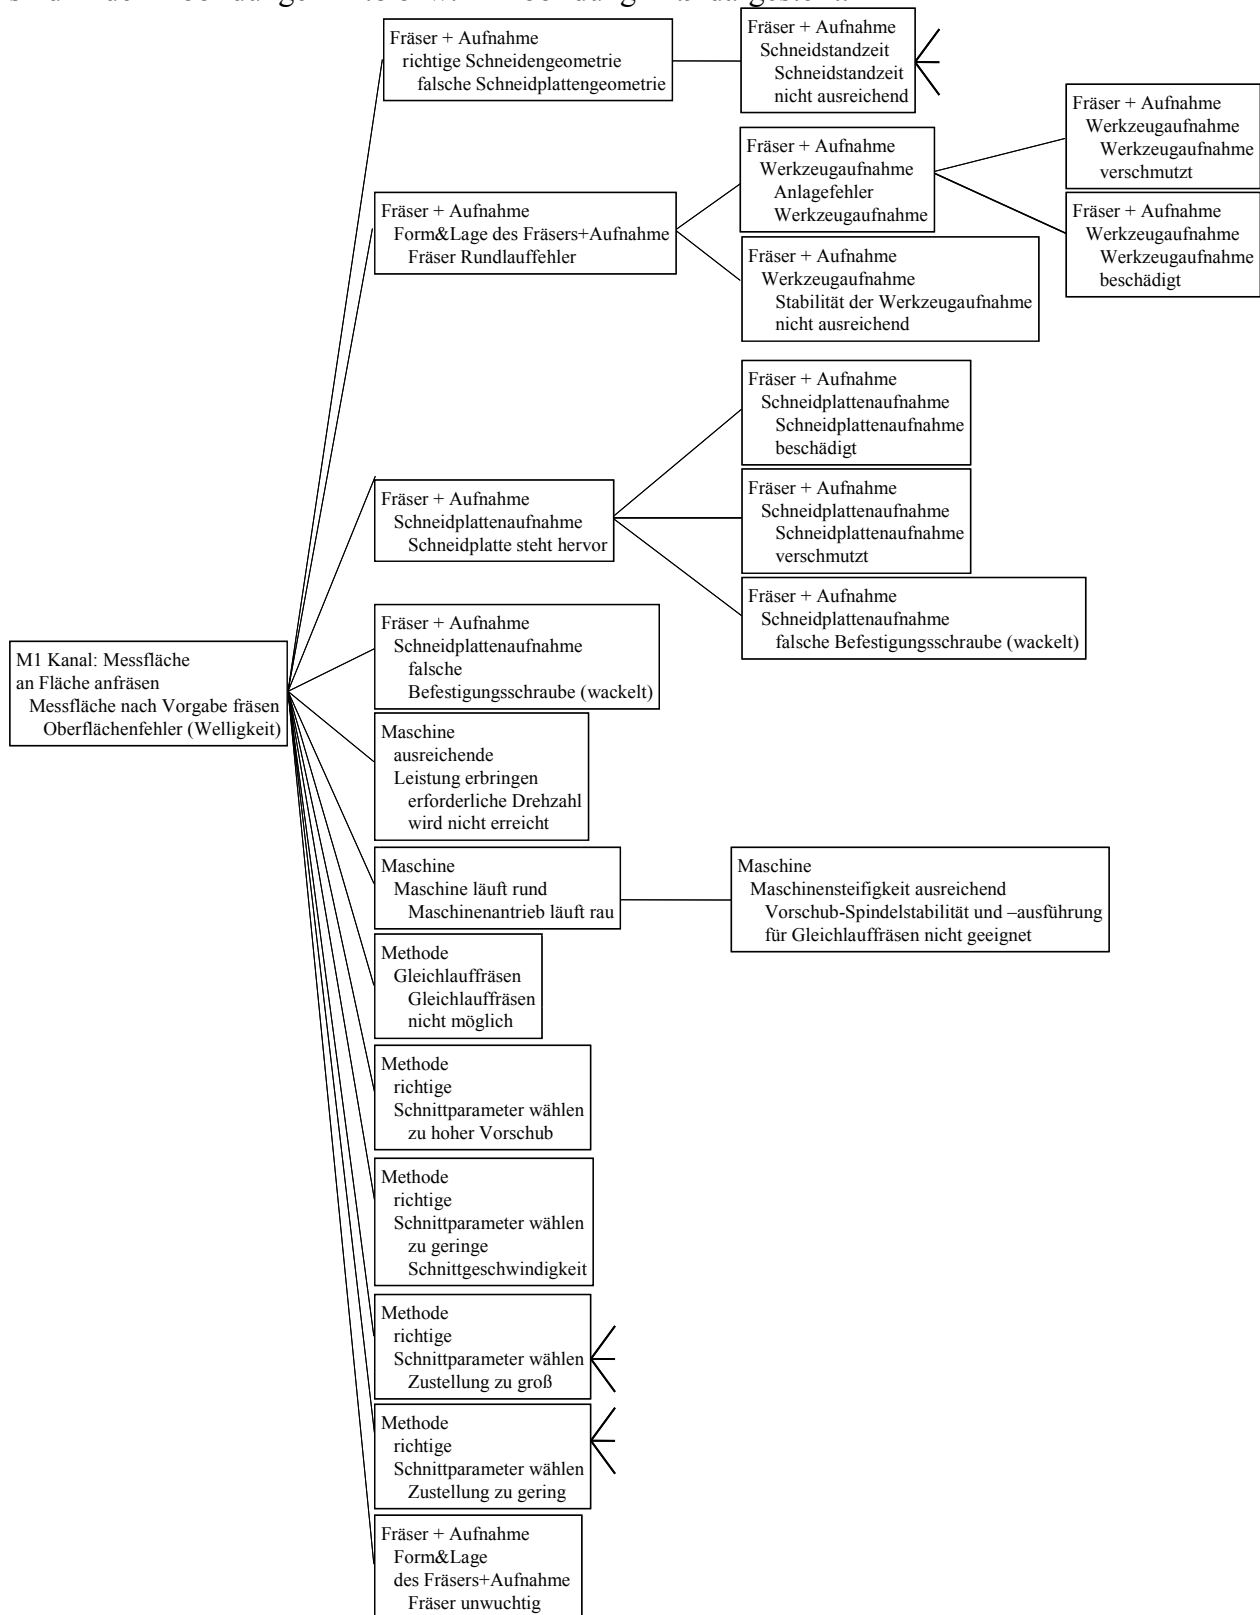 Fräser + Aufnahme
richtige Schneidengeometrie
falsche Schneidplattengeometrie
Fräser + Aufnahme
Schneidstandzeit
Schneidstandzeit
nicht ausreichend
Fräser + Aufnahme
Werkzeugaufnahme
Werkzeugaufnahme
verschmutzt
Fräser + Aufnahme
Werkzeugaufnahme
Anlagefehler
Werkzeugaufnahme
Fräser + Aufnahme
Form&Lage des Fräsers+Aufnahme
Fräser Rundlauffehler
Fräser + Aufnahme
Werkzeugaufnahme
Werkzeugaufnahme
beschädigt
Fräser + Aufnahme
Werkzeugaufnahme
Stabilität der Werkzeugaufnahme
nicht ausreichend
Fräser + Aufnahme
Schneidplattenaufnahme
Schneidplattenaufnahme
beschädigt
Fräser + Aufnahme
Schneidplattenaufnahme
Schneidplatte steht hervor
Fräser + Aufnahme
Schneidplattenaufnahme
Schneidplattenaufnahme
verschmutzt
Fräser + Aufnahme
Schneidplattenaufnahme
falsche Befestigungsschraube (wackelt)
Fräser + Aufnahme
Schneidplattenaufnahme
falsche
Befestigungsschraube (wackelt)
M1 Kanal: Messfläche
an Fläche anfräsen
Messfläche nach Vorgabe fräsen
Oberflächenfehler (Welligkeit)
Maschine
ausreichende
Leistung erbringen
erforderliche Drehzahl
wird nicht erreicht
Maschine
Maschine läuft rund
Maschinenantrieb läuft rau
Maschine
Maschinensteifigkeit ausreichend
Vorschub-Spindelstabilität und –ausführung
für Gleichlauffräsen nicht geeignet
Methode
Gleichlauffräsen
Gleichlauffräsen
nicht möglich
Methode
richtige
Schnittparameter wählen
zu hoher Vorschub
Methode
richtige
Schnittparameter wählen
zu geringe
Schnittgeschwindigkeit
Methode
richtige
Schnittparameter wählen
Zustellung zu groß
Methode
richtige
Schnittparameter wählen
Zustellung zu gering
Fräser + Aufnahme
Form&Lage
des Fräsers+Aufnahme
Fräser unwuchtig